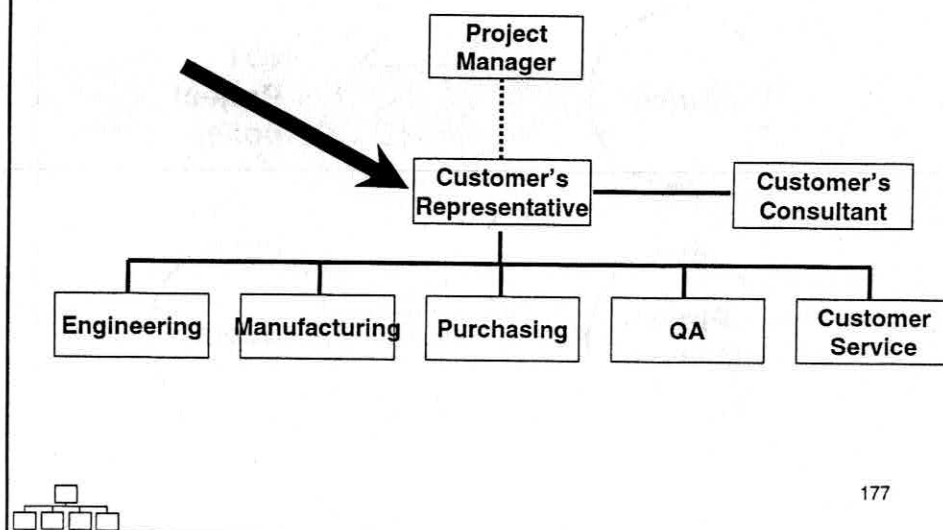 Project
Manager
Customer's
Representative
Customer's
Consultant
Engineering
Manufacturing
Purchasing
QA
Customer
Service
177